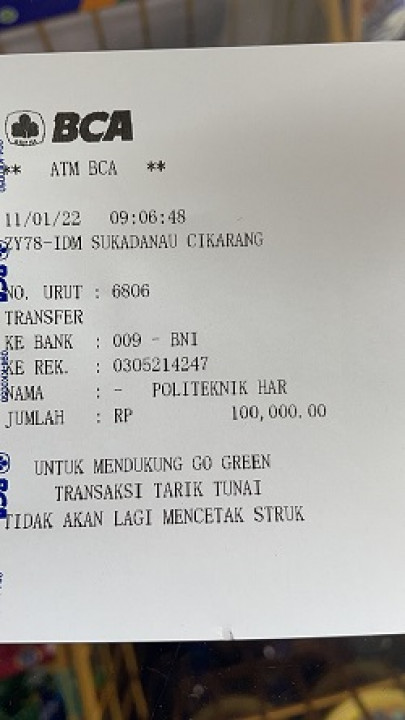 BCA
** ATM BCA **
11/01/22 09:06:48
ZY78-IDM SUKADANAU CIKARANG
NO. URUT : 6806
TRANSFER
KE BANK : 009 - BNI
KE REK. : 0305214247
NAMA : - POLITEKNIK HAR
JUMLAH : RP 100,000.00
UNTUK MENDUKUNG GO GREEN
TRANSAKSI TARIK TUNAI
TIDAK AKAN LAGI MENCETAK STRUK